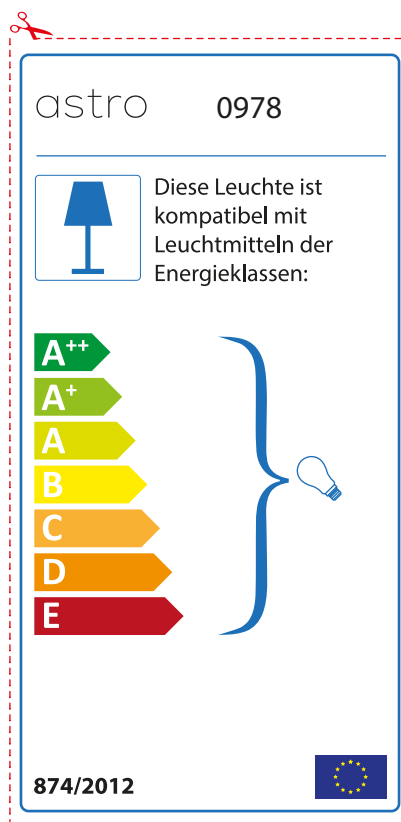 astro 0978
Diese Leuchte ist
kompatibel mit
Leuchtmitteln der
Energieklassen:
A++
A+
A
B
C
D
E
874/2012